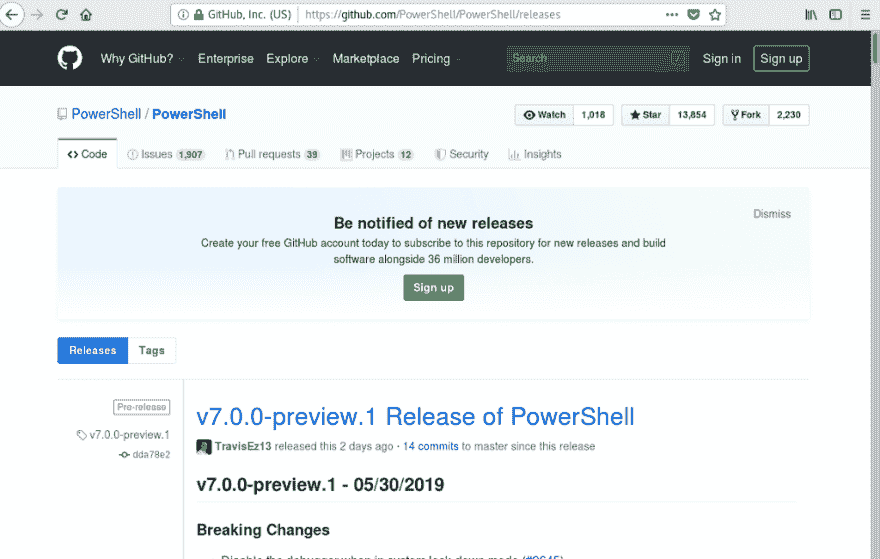 GitHub, Inc. (US) https://github.com/PowerShell/PowerShell/releases
Why GitHub? Enterprise Explore Marketplace Pricing Search / Sign in Sign up
PowerShell / PowerShell Watch 1,018 Star 13,854 Fork 2,230
Code Issues 1,907 Pull requests 39 Projects 12 Security Insights
Dismiss
Be notified of new releases
Create your free GitHub account today to subscribe to this repository for new releases and build
software alongside 36 million developers.
Sign up
Releases Tags
Pre-release
v7.0.0-preview.1
dda78e2
v7.0.0-preview.1 Release of PowerShell
TravisEz13 released this 2 days ago · 14 commits to master since this release
v7.0.0-preview.1 - 05/30/2019
Breaking Changes